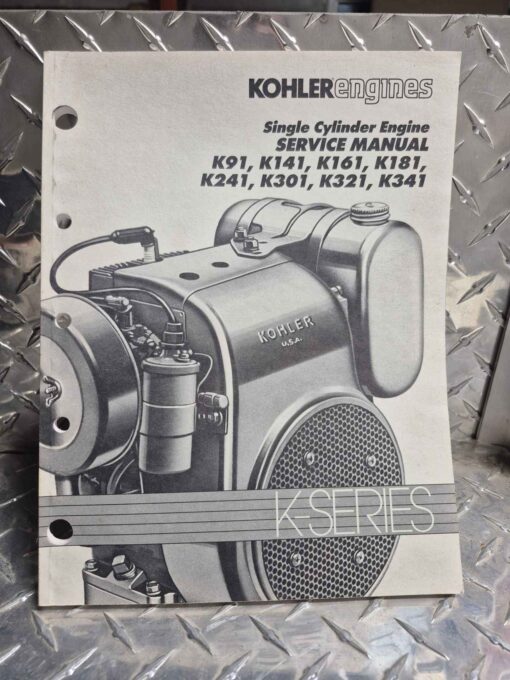 KOHLERengines
Single Cylinder Engine
SERVICE MANUAL
K91, K141, K161, K181,
K241, K301, K321, K341
KOHLER
U.S.A.
K-SERIES